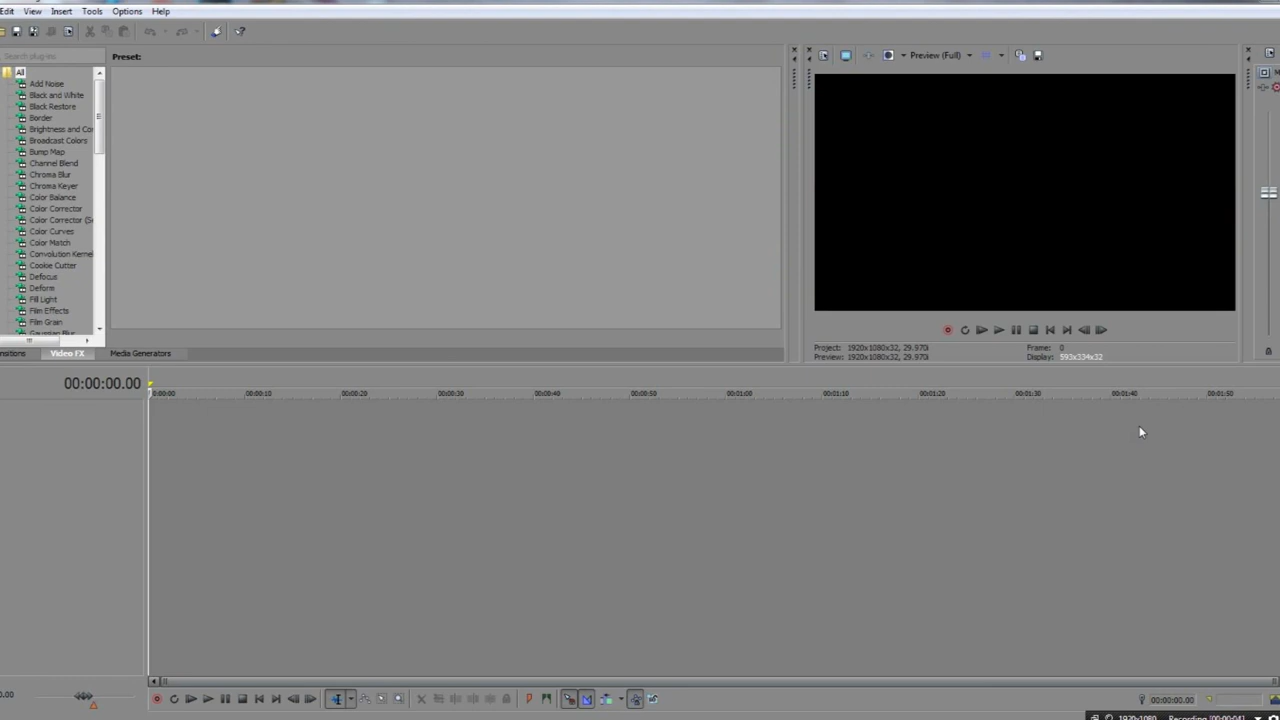 Edit View Insert Tools Options Help
Search plug-ins
Preset:
Preview (Full)
All
Add Noise
Black and White
Black Restore
Border
Brightness and Co
Broadcast Colors
Bump Map
Channel Blend
Chroma Blur
Chroma Keyer
Color Balance
Color Corrector
Color Corrector (Se
Color Curves
Color Match
Convolution Kernel
Cookie Cutter
Defocus
Deform
Fill Light
Film Effects
Film Grain
Gaussian Blur
nsitions Video FX Media Generators
Project: 1920x1080x32, 29.970i Frame: 0
Preview: 1920x1080x32, 29.970i Display: 593x334x32
00:00:00.00
0:00:00 00:00:10 00:00:20 00:00:30 00:00:40 00:00:50 00:01:00 00:01:10 00:01:20 00:01:30 00:01:40 00:01:50
0.00
00:00:00.00
1920x1080 Recording [00:00:04]